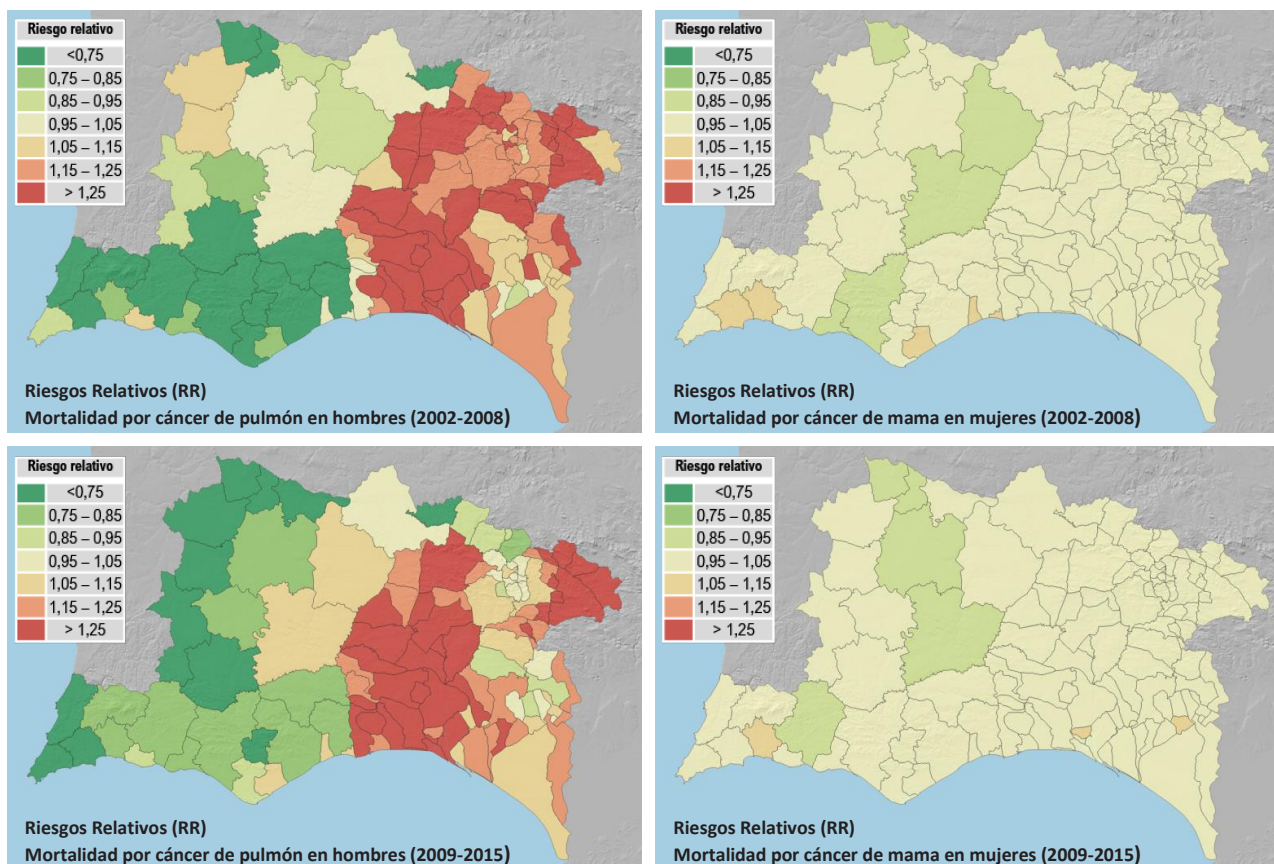 Riesgo relativo
<0,75
0,75 – 0,85
0,85 – 0,95
0,95 – 1,05
1,05 – 1,15
1,15 – 1,25
> 1,25
Riesgos Relativos (RR)
Mortalidad por cáncer de pulmón en hombres (2002-2008)
Riesgo relativo
<0,75
0,75 – 0,85
0,85 – 0,95
0,95 – 1,05
1,05 – 1,15
1,15 – 1,25
> 1,25
Riesgos Relativos (RR)
Mortalidad por cáncer de mama en mujeres (2002-2008)
Riesgo relativo
<0,75
0,75 – 0,85
0,85 – 0,95
0,95 – 1,05
1,05 – 1,15
1,15 – 1,25
> 1,25
Riesgos Relativos (RR)
Mortalidad por cáncer de pulmón en hombres (2009-2015)
Riesgo relativo
<0,75
0,75 – 0,85
0,85 – 0,95
0,95 – 1,05
1,05 – 1,15
1,15 – 1,25
> 1,25
Riesgos Relativos (RR)
Mortalidad por cáncer de mama en mujeres (2009-2015)